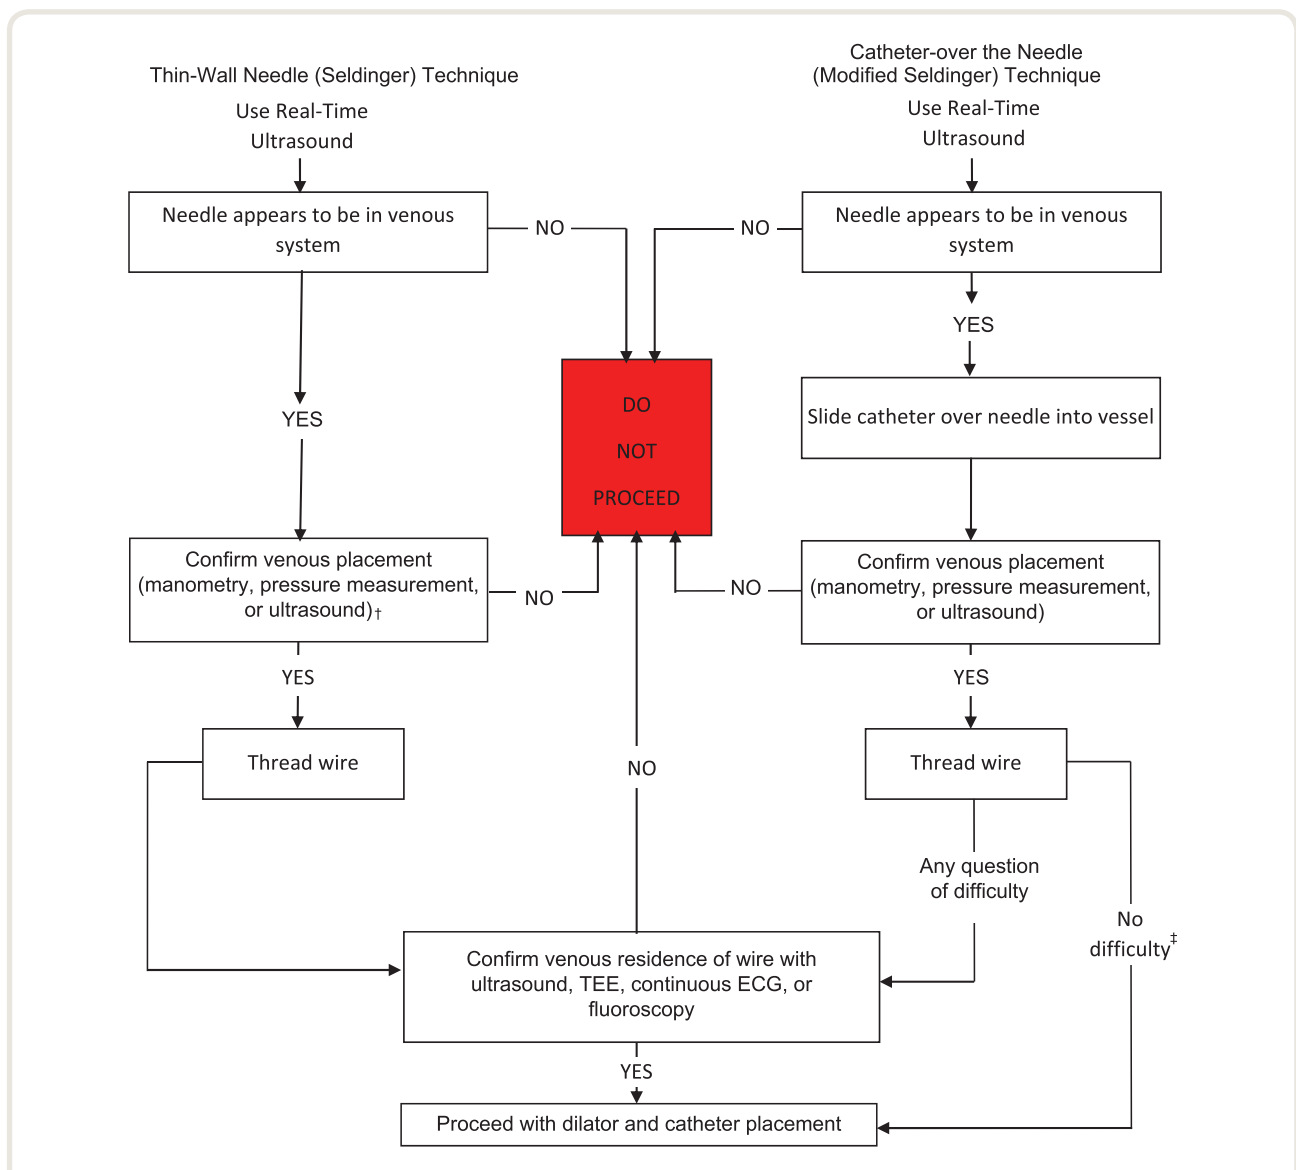 Thin-Wall Needle (Seldinger) Technique
Use Real-Time
Ultrasound
Catheter-over the Needle
(Modified Seldinger) Technique
Use Real-Time
Ultrasound
Needle appears to be in venous
system
NO
NO
Needle appears to be in venous
system
YES
YES
DO
NOT
PROCEED
Slide catheter over needle into vessel
Confirm venous placement
(manometry, pressure measurement,
or ultrasound)†
NO
NO
Confirm venous placement
(manometry, pressure measurement,
or ultrasound)
YES
YES
Thread wire
NO
Thread wire
Any question
of difficulty
No
difficulty‡
Confirm venous residence of wire with
ultrasound, TEE, continuous ECG, or
fluoroscopy
YES
Proceed with dilator and catheter placement